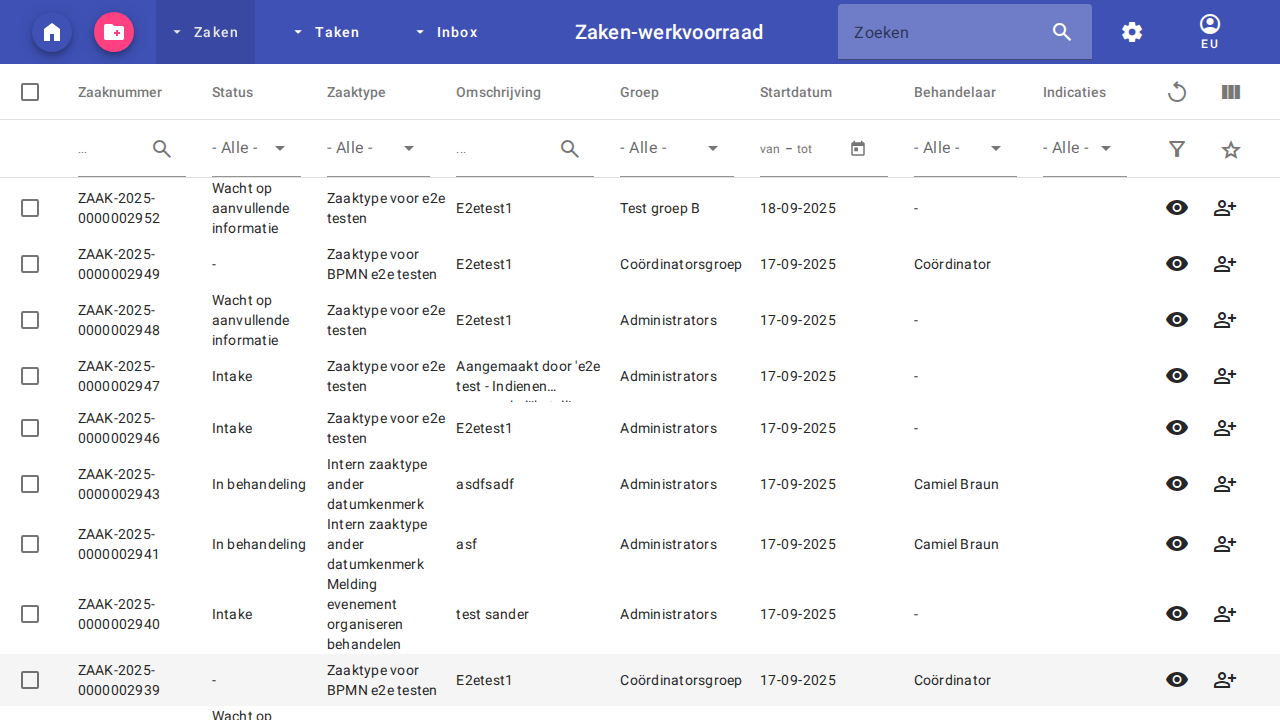 Zaken Taken Inbox Zaken-werkvoorraad Zoeken EU
Zaaknummer Status Zaaktype Omschrijving Groep Startdatum Behandelaar Indicaties
... - Alle - - Alle - ... - Alle - van – tot - Alle - - Alle -
ZAAK-2025-0000002952 Wacht op aanvullende informatie Zaaktype voor e2e testen E2etest1 Test groep B 18-09-2025 -
ZAAK-2025-0000002949 - Zaaktype voor BPMN e2e testen E2etest1 Coördinatorsgroep 17-09-2025 Coördinator
ZAAK-2025-0000002948 Wacht op aanvullende informatie Zaaktype voor e2e testen E2etest1 Administrators 17-09-2025 -
ZAAK-2025-0000002947 Intake Zaaktype voor e2e testen Aangemaakt door 'e2e test - Indienen... Administrators 17-09-2025 -
ZAAK-2025-0000002946 Intake Zaaktype voor e2e testen E2etest1 Administrators 17-09-2025 -
ZAAK-2025-0000002943 In behandeling Intern zaaktype ander datumkenmerk asdfsadf Administrators 17-09-2025 Camiel Braun
ZAAK-2025-0000002941 In behandeling Intern zaaktype ander datumkenmerk asf Administrators 17-09-2025 Camiel Braun
ZAAK-2025-0000002940 Intake Melding evenement organiseren behandelen test sander Administrators 17-09-2025 -
ZAAK-2025-0000002939 - Zaaktype voor BPMN e2e testen E2etest1 Coördinatorsgroep 17-09-2025 Coördinator
Wacht op